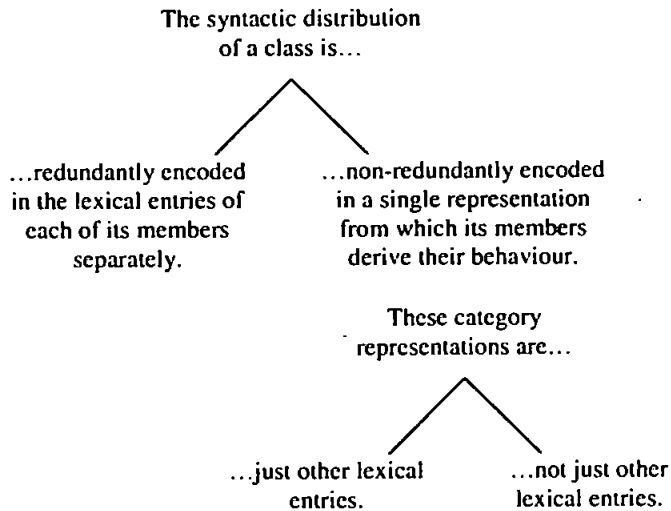 The syntactic distribution
of a class is...
...redundantly encoded
in the lexical entries of
each of its members
separately.
...non-redundantly encoded
in a single representation
from which its members
derive their behaviour.
These category
representations are...
...just other lexical
entries.
...not just other
lexical entries.